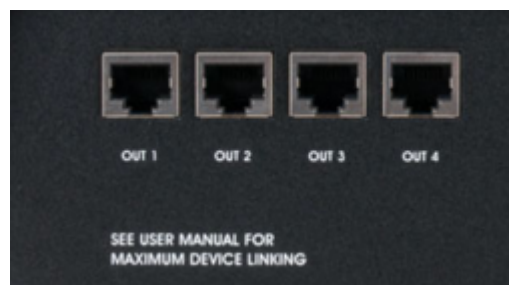 OUT 1 OUT 2 OUT 3 OUT 4
SEE USER MANUAL FOR
MAXIMUM DEVICE LINKING